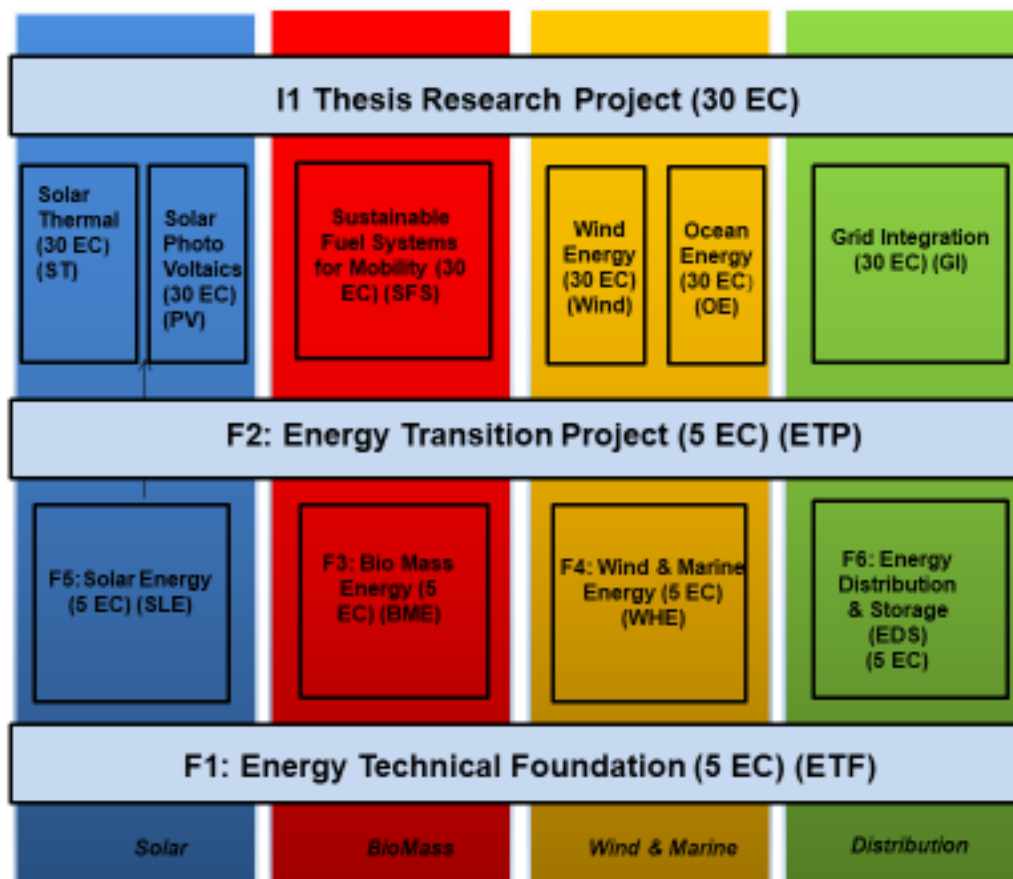 I1 Thesis Research Project (30 EC)
Solar
Thermal
(30 EC)
(ST)
Solar
Photo
Voltaics
(30 EC)
(PV)
Sustainable
Fuel Systems
for Mobility (30
EC) (SFS)
Wind
Energy
(30 EC)
(Wind)
Ocean
Energy
(30 EC)
(OE)
Grid Integration
(30 EC) (GI)
F2: Energy Transition Project (5 EC) (ETP)
F5: Solar Energy
(5 EC) (SLE)
F3: Bio Mass
Energy (5
EC) (BME)
F4: Wind & Marine
Energy (5 EC)
(WHE)
F6: Energy
Distribution
& Storage
(EDS)
(5 EC)
F1: Energy Technical Foundation (5 EC) (ETF)
Solar
BioMass
Wind & Marine
Distribution